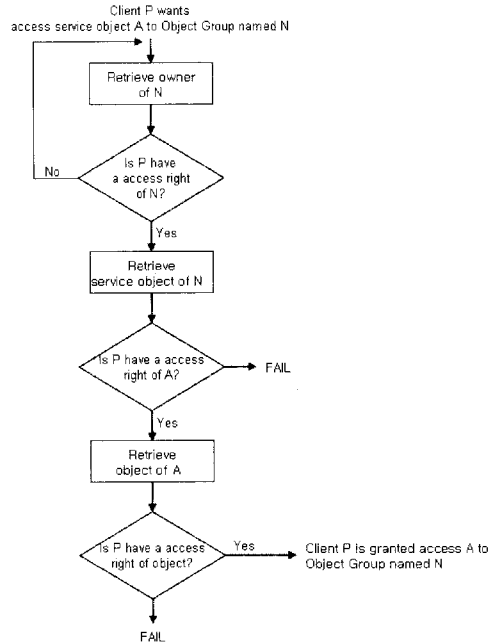 Client P wants
access service object A to Object Group named N
Retrieve owner
of N
Is P have
a access right
of N?
No
Yes
Retrieve
service object of N
Is P have a access
right of A?
FAIL
Yes
Retrieve
object of A
Is P have a access
right of object?
Yes
Client P is granted access A to
Object Group named N
FAIL